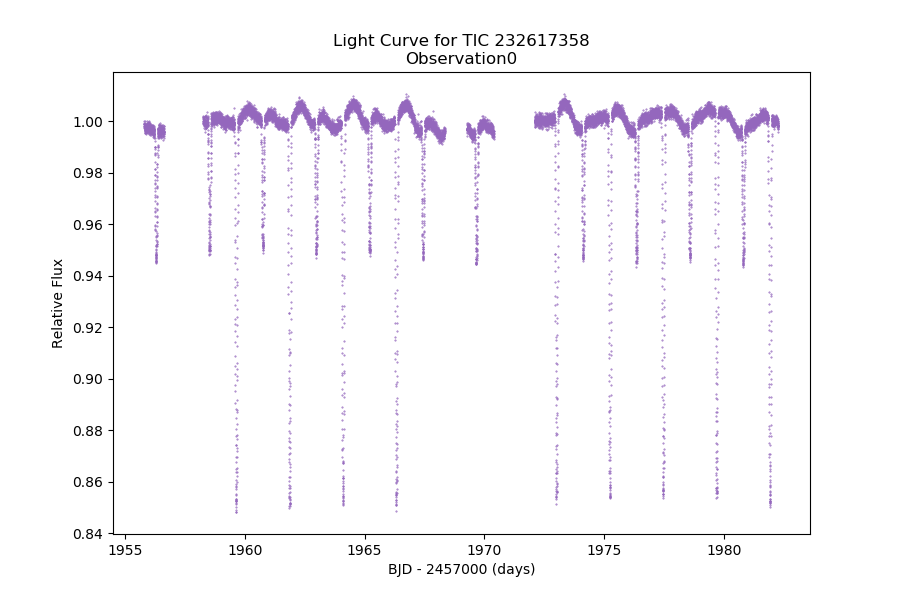 Light Curve for TIC 232617358
Observation0
1.00
0.98
0.96
0.94
0.92
0.90
0.88
0.86
0.84
Relative Flux
1955 1960 1965 1970 1975 1980
BJD - 2457000 (days)